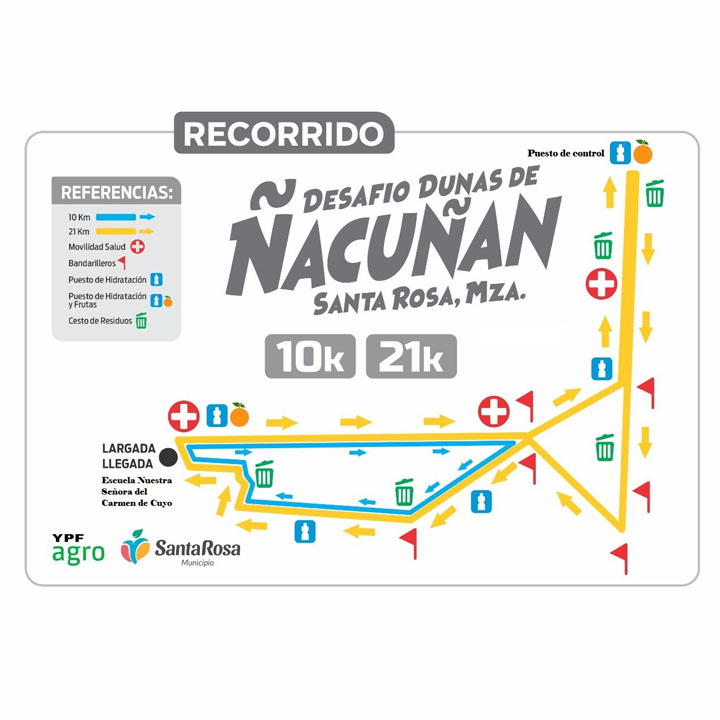 RECORRIDO
Puesto de control
REFERENCIAS:
10 Km
21 Km
Movilidad Salud
Bandarilleros
Puesto de Hidratación
Puesto de Hidratación
y Frutas
Cesto de Residuos
DESAFIO DUNAS DE
ÑACUÑAN
SANTA ROSA, MZA.
10k 21k
LARGADA
LLEGADA
Escuela Nuestra
Señora del
Carmen de Cuyo
YPF
agro
SantaRosa
Municipio